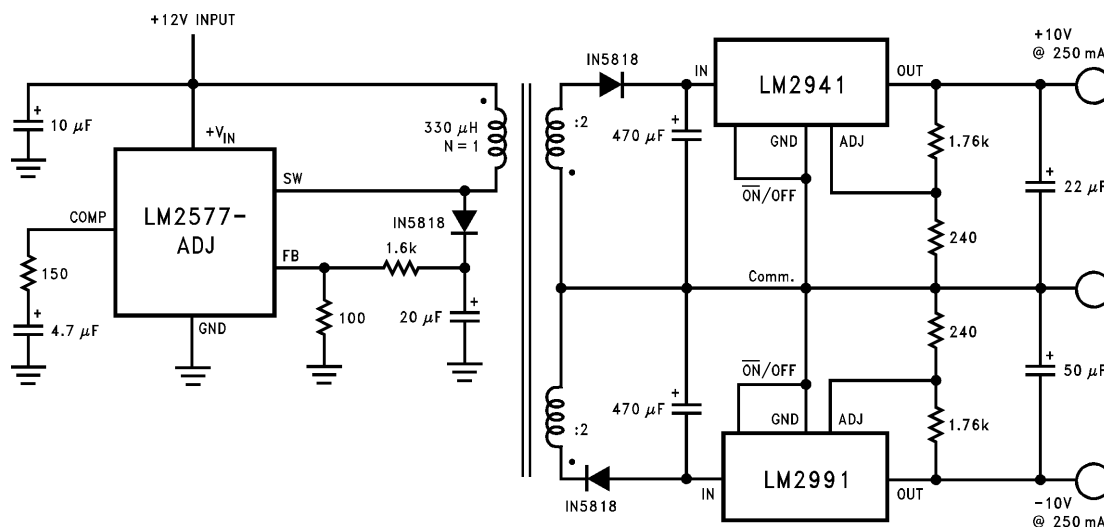 +12V INPUT
10 μF
+VIN
330 μH
N = 1
SW
COMP
LM2577-
ADJ
IN5818
1.6k
FB
150
4.7 μF
GND
100
20 μF
IN5818
:2
470 μF
IN
LM2941
OUT
GND
ADJ
ON/OFF
+10V
@ 250 mA
1.76k
22 μF
240
Comm.
240
50 μF
ON/OFF
:2
470 μF
GND
ADJ
1.76k
IN
LM2991
OUT
IN5818
-10V
@ 250 mA